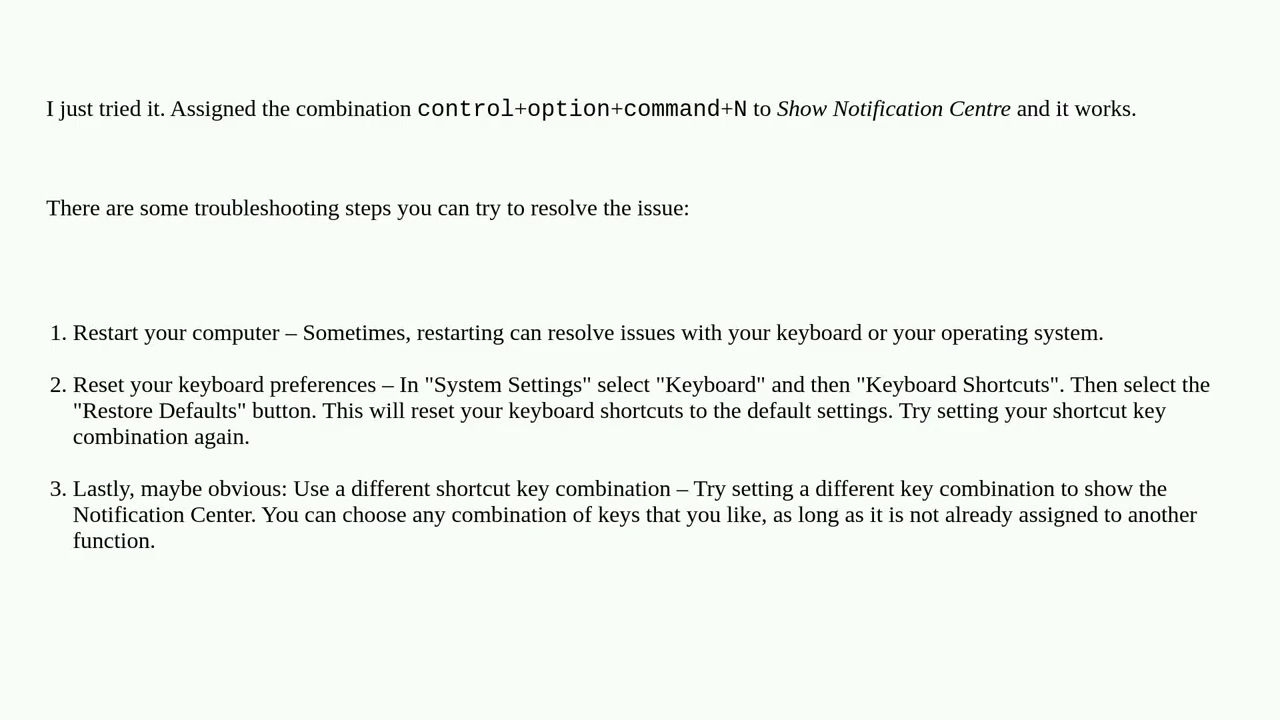 I just tried it. Assigned the combination control+option+command+N to Show Notification Centre and it works.
There are some troubleshooting steps you can try to resolve the issue:
1. Restart your computer – Sometimes, restarting can resolve issues with your keyboard or your operating system.
2. Reset your keyboard preferences – In "System Settings" select "Keyboard" and then "Keyboard Shortcuts". Then select the
"Restore Defaults" button. This will reset your keyboard shortcuts to the default settings. Try setting your shortcut key
combination again.
3. Lastly, maybe obvious: Use a different shortcut key combination – Try setting a different key combination to show the
Notification Center. You can choose any combination of keys that you like, as long as it is not already assigned to another
function.